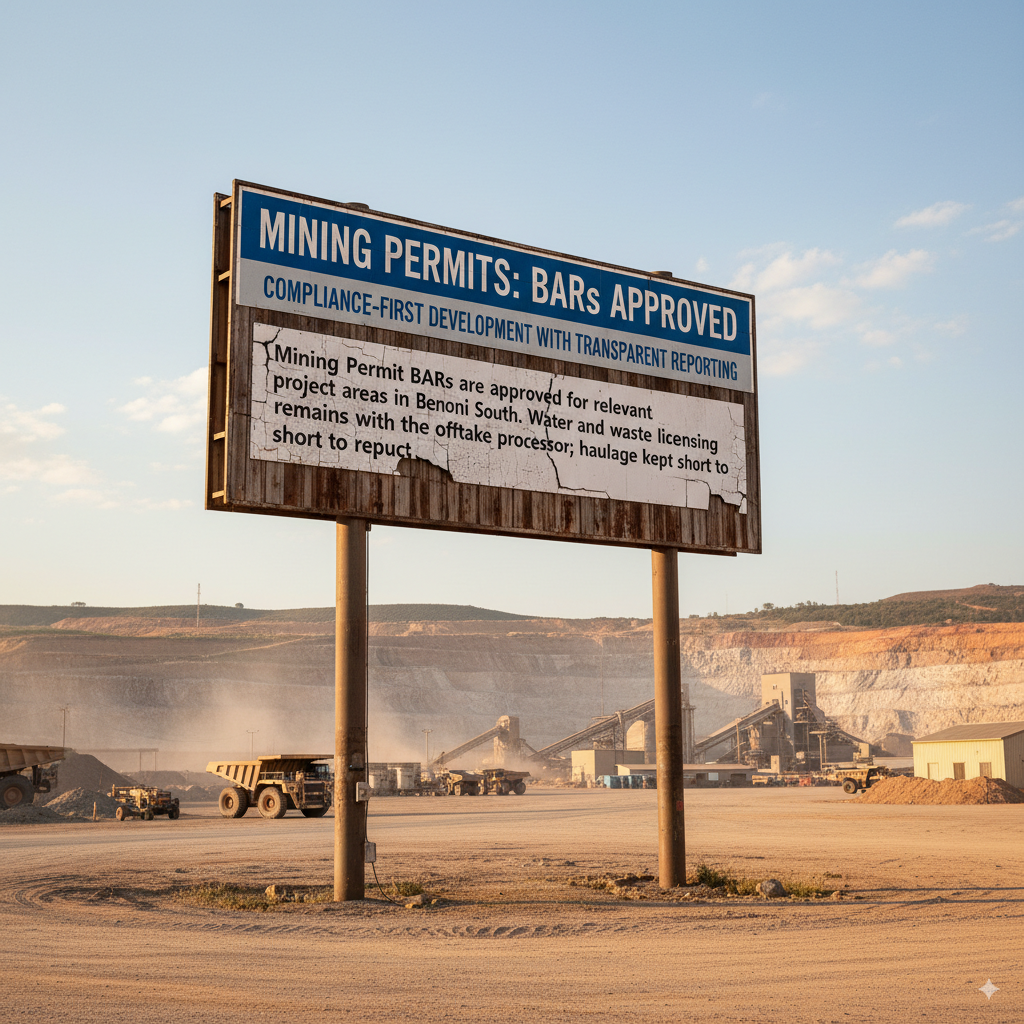 MINING PERMITS: BARs APPROVED
COMPLIANCE-FIRST DEVELOPMENT WITH TRANSPARENT REPORTING
Mining Permit BARs are approved for relevant
project areas in Benoni South. Water and waste licensing
remains with the offtake processor; haulage kept short to
short to repuct